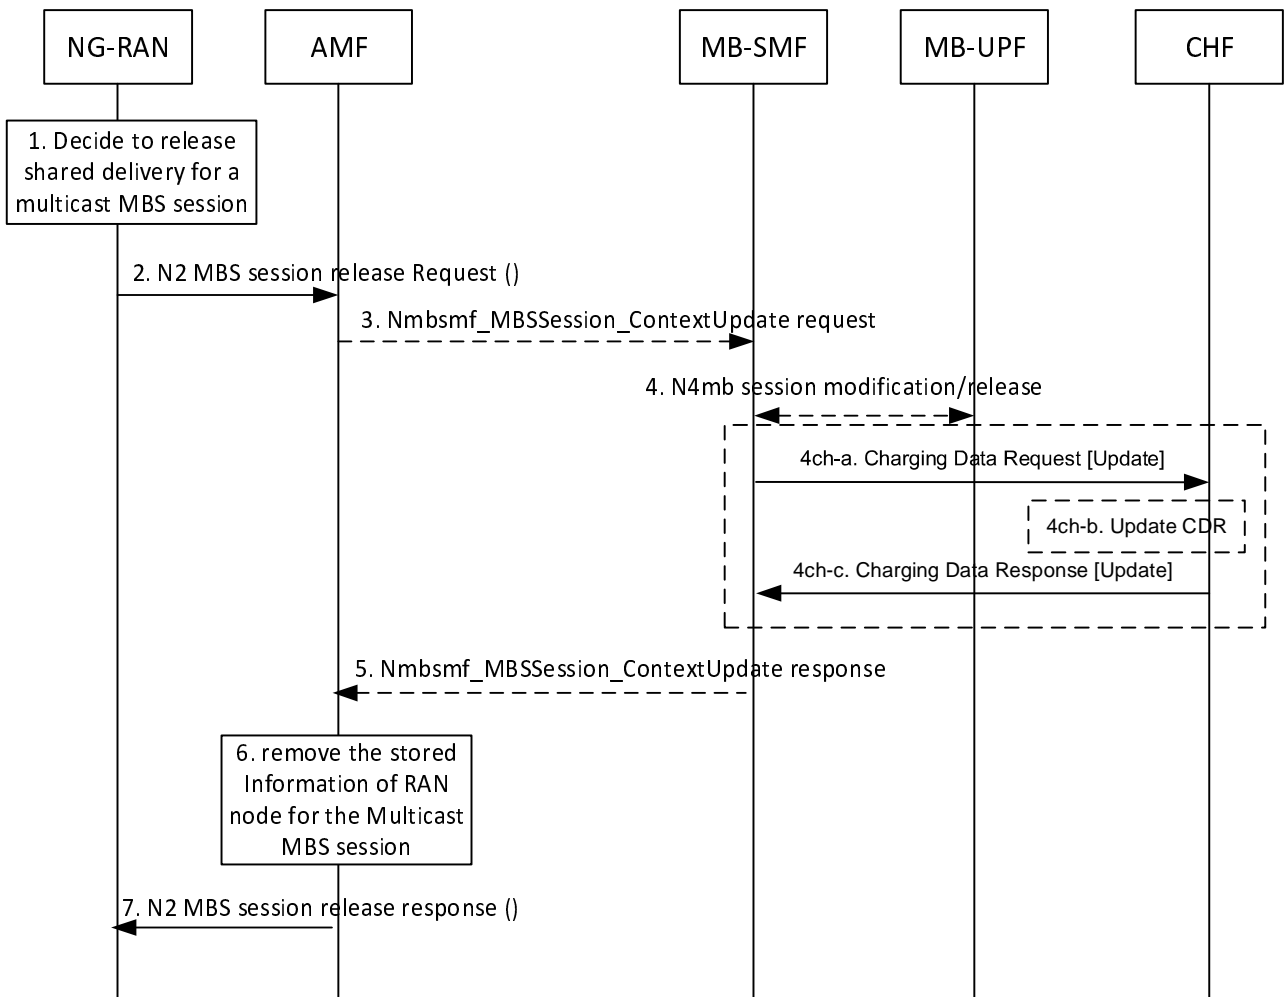 NG-RAN
AMF
MB-SMF
MB-UPF
CHF
1. Decide to release
shared delivery for a
multicast MBS session
2. N2 MBS session release Request ()
3. Nmbsmf_MBSSession_ContextUpdate request
4. N4mb session modification/release
4ch-a. Charging Data Request [Update]
4ch-b. Update CDR
4ch-c. Charging Data Response [Update]
5. Nmbsmf_MBSSession_ContextUpdate response
6. remove the stored
Information of RAN
node for the Multicast
MBS session
7. N2 MBS session release response ()